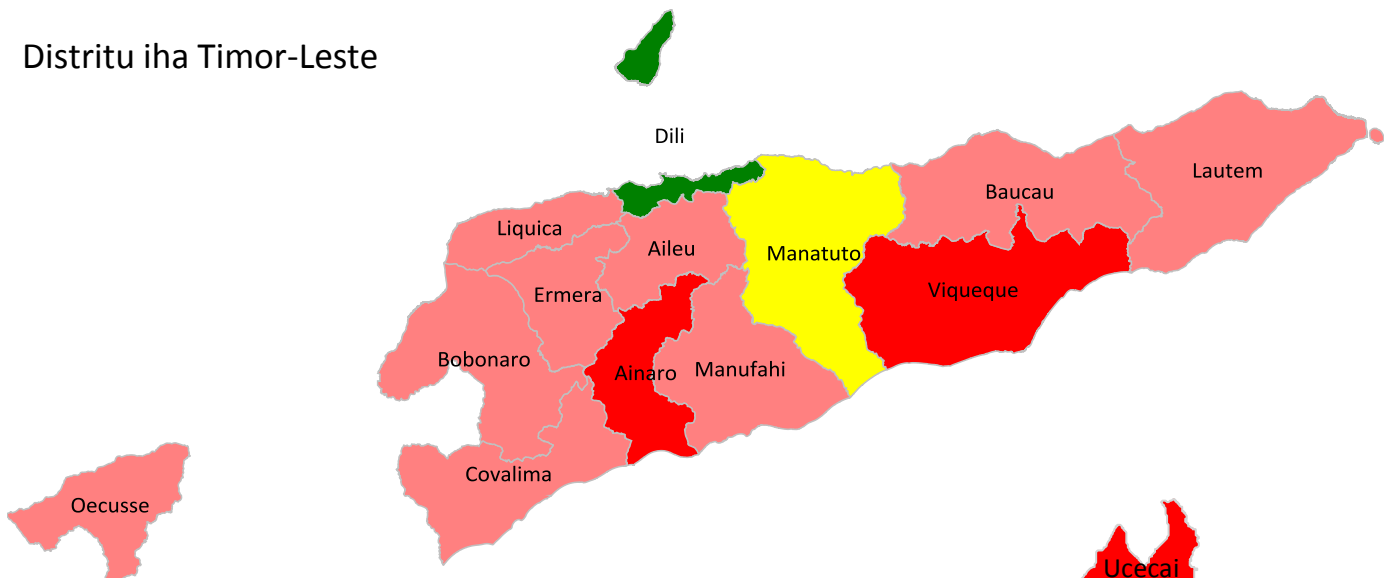 Distritu iha Timor-Leste
Dili
Lautem
Baucau
Liquica
Aileu
Manatuto
Viqueque
Ermera
Bobonaro
Ainaro
Manufahi
Covalima
Oecusse
Ucecai